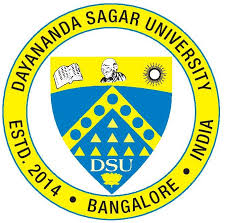 DAYANANDA SAGAR UNIVERSITY
DSU
ESTD. 2014 • BANGALORE • INDIA